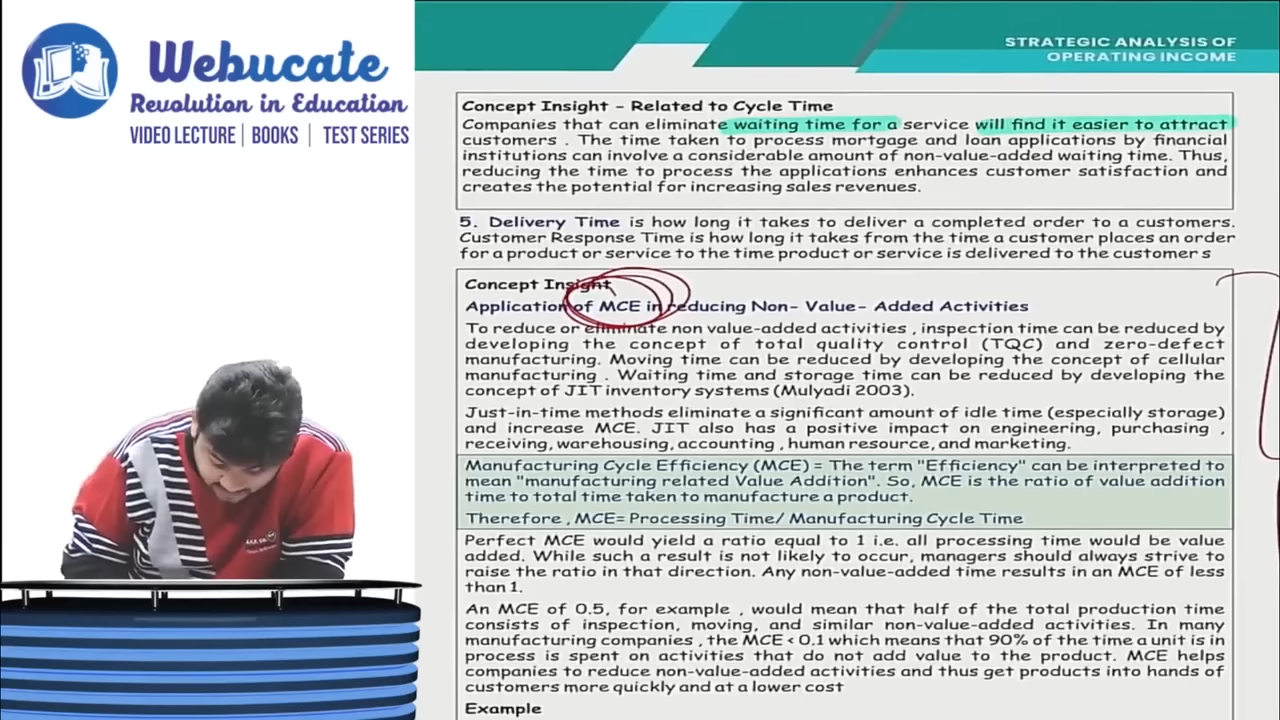 Webucate
Revolution in Education
VIDEO LECTURE | BOOKS | TEST SERIES
STRATEGIC ANALYSIS OF
OPERATING INCOME
Concept Insight - Related to Cycle Time
Companies that can eliminate waiting time for a service will find it easier to attract
customers . The time taken to process mortgage and loan applications by financial
institutions can involve a considerable amount of non-value-added waiting time. Thus,
reducing the time to process the applications enhances customer satisfaction and
creates the potential for increasing sales revenues.
5. Delivery Time is how long it takes to deliver a completed order to a customers.
Customer Response Time is how long it takes from the time a customer places an order
for a product or service to the time product or service is delivered to the customer s
Concept Insight
Application of MCE in reducing Non- Value- Added Activities
To reduce or eliminate non value-added activities , inspection time can be reduced by
developing the concept of total quality control (TQC) and zero-defect
manufacturing. Moving time can be reduced by developing the concept of cellular
manufacturing . Waiting time and storage time can be reduced by developing the
concept of JIT inventory systems (Mulyadi 2003).
Just-in-time methods eliminate a significant amount of idle time (especially storage)
and increase MCE. JIT also has a positive impact on engineering, purchasing ,
receiving, warehousing, accounting , human resource, and marketing.
Manufacturing Cycle Efficiency (MCE) = The term "Efficiency" can be interpreted to
mean "manufacturing related Value Addition". So, MCE is the ratio of value addition
time to total time taken to manufacture a product.
Therefore , MCE= Processing Time/ Manufacturing Cycle Time
Perfect MCE would yield a ratio equal to 1 i.e. all processing time would be value
added. While such a result is not likely to occur, managers should always strive to
raise the ratio in that direction. Any non-value-added time results in an MCE of less
than 1.
An MCE of 0.5, for example , would mean that half of the total production time
consists of inspection, moving, and similar non-value-added activities. In many
manufacturing companies , the MCE < 0.1 which means that 90% of the time a unit is in
process is spent on activities that do not add value to the product. MCE helps
companies to reduce non-value-added activities and thus get products into hands of
customers more quickly and at a lower cost
Example